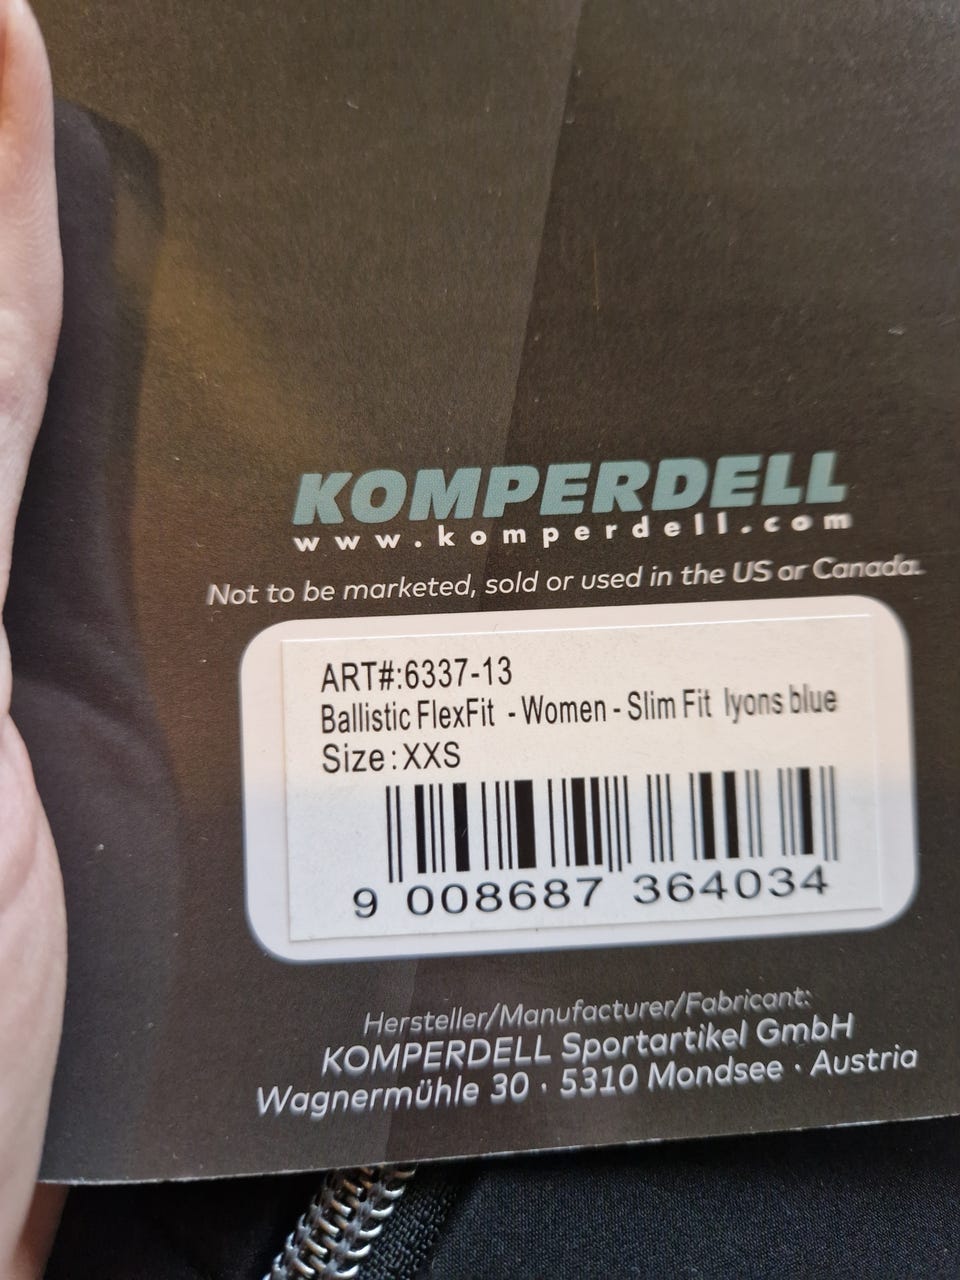 KOMPERDELL
www.komperdell.com
Not to be marketed, sold or used in the US or Canada.
ART#:6337-13
Ballistic FlexFit - Women - Slim Fit lyons blue
Size:XXS
9 008687 364034
Hersteller/Manufacturer/Fabricant:
KOMPERDELL Sportartikel GmbH
Wagnermühle 30 · 5310 Mondsee · Austria